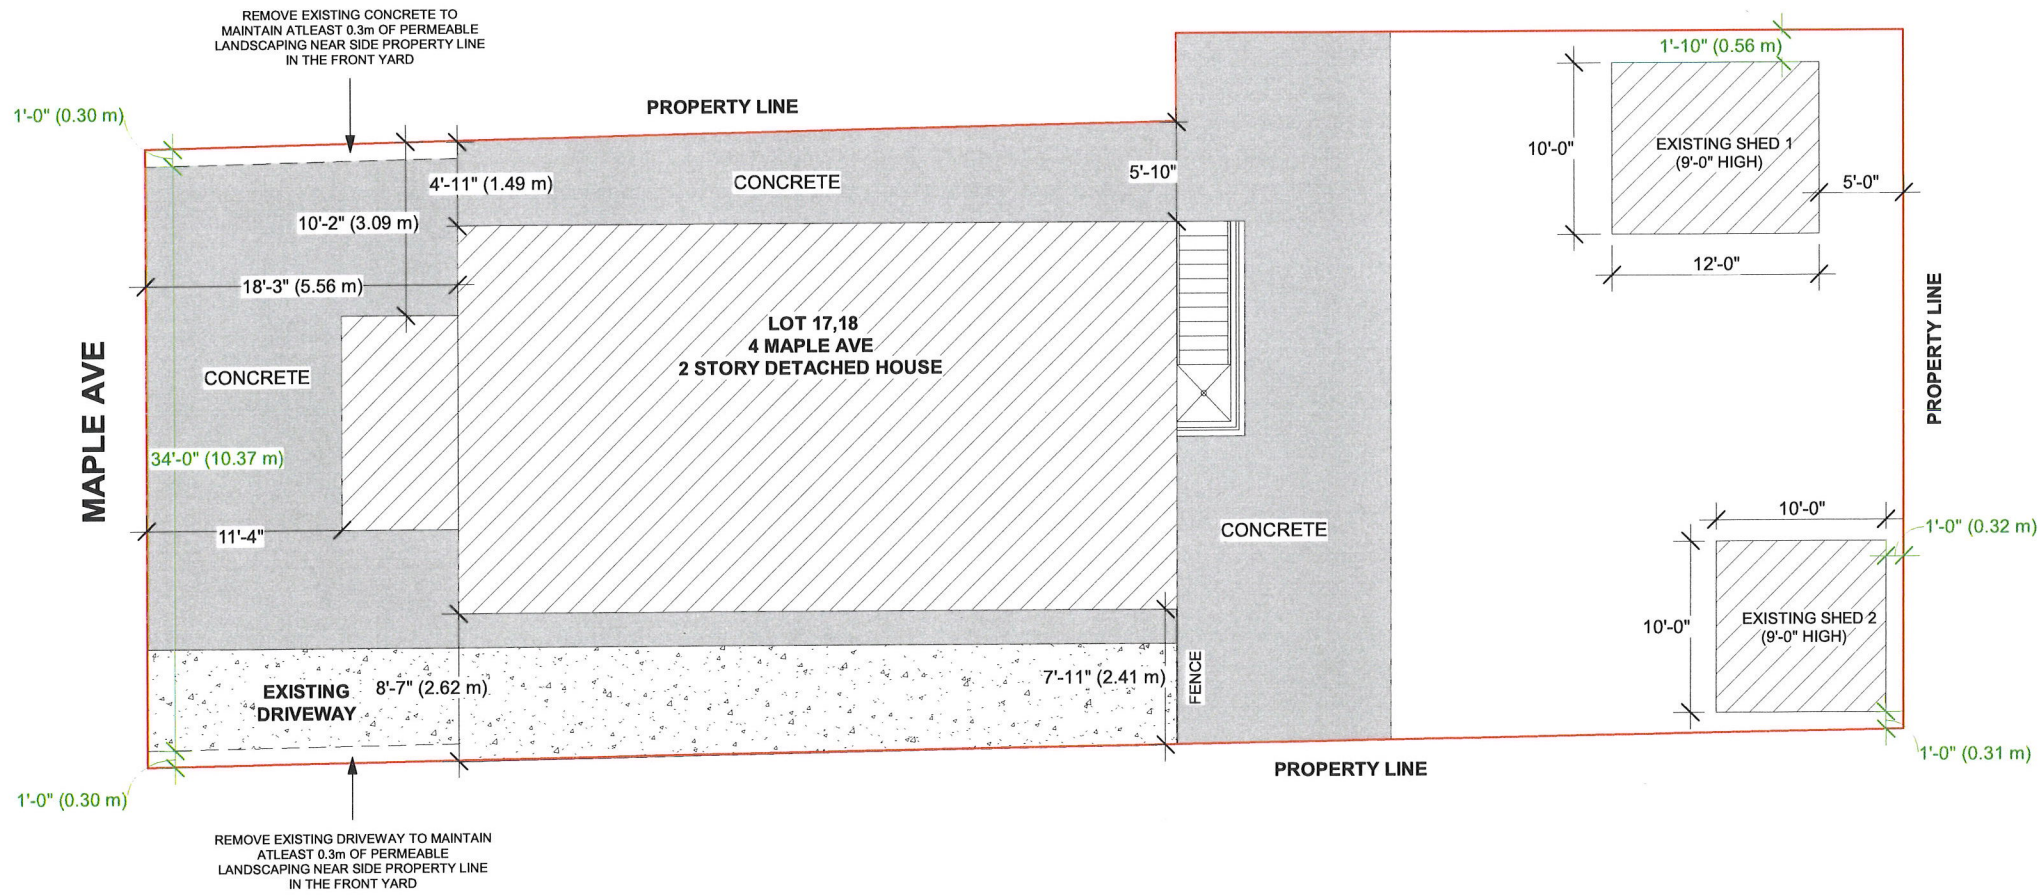 REMOVE EXISTING CONCRETE TO
MAINTAIN ATLEAST 0.3m OF PERMEABLE
LANDSCAPING NEAR SIDE PROPERTY LINE
IN THE FRONT YARD
1'-0" (0.30 m)
PROPERTY LINE
1'-10" (0.56 m)
10'-0"
EXISTING SHED 1
(9'-0" HIGH)
5'-0"
12'-0"
4'-11" (1.49 m)
CONCRETE
5'-10"
10'-2" (3.09 m)
18'-3" (5.56 m)
LOT 17,18
4 MAPLE AVE
2 STORY DETACHED HOUSE
PROPERTY LINE
MAPLE AVE
CONCRETE
34'-0" (10.37 m)
11'-4"
CONCRETE
10'-0"
1'-0" (0.32 m)
10'-0"
EXISTING SHED 2
(9'-0" HIGH)
EXISTING
DRIVEWAY
8'-7" (2.62 m)
7'-11" (2.41 m)
FENCE
1'-0" (0.31 m)
PROPERTY LINE
1'-0" (0.30 m)
REMOVE EXISTING DRIVEWAY TO MAINTAIN
ATLEAST 0.3m OF PERMEABLE
LANDSCAPING NEAR SIDE PROPERTY LINE
IN THE FRONT YARD